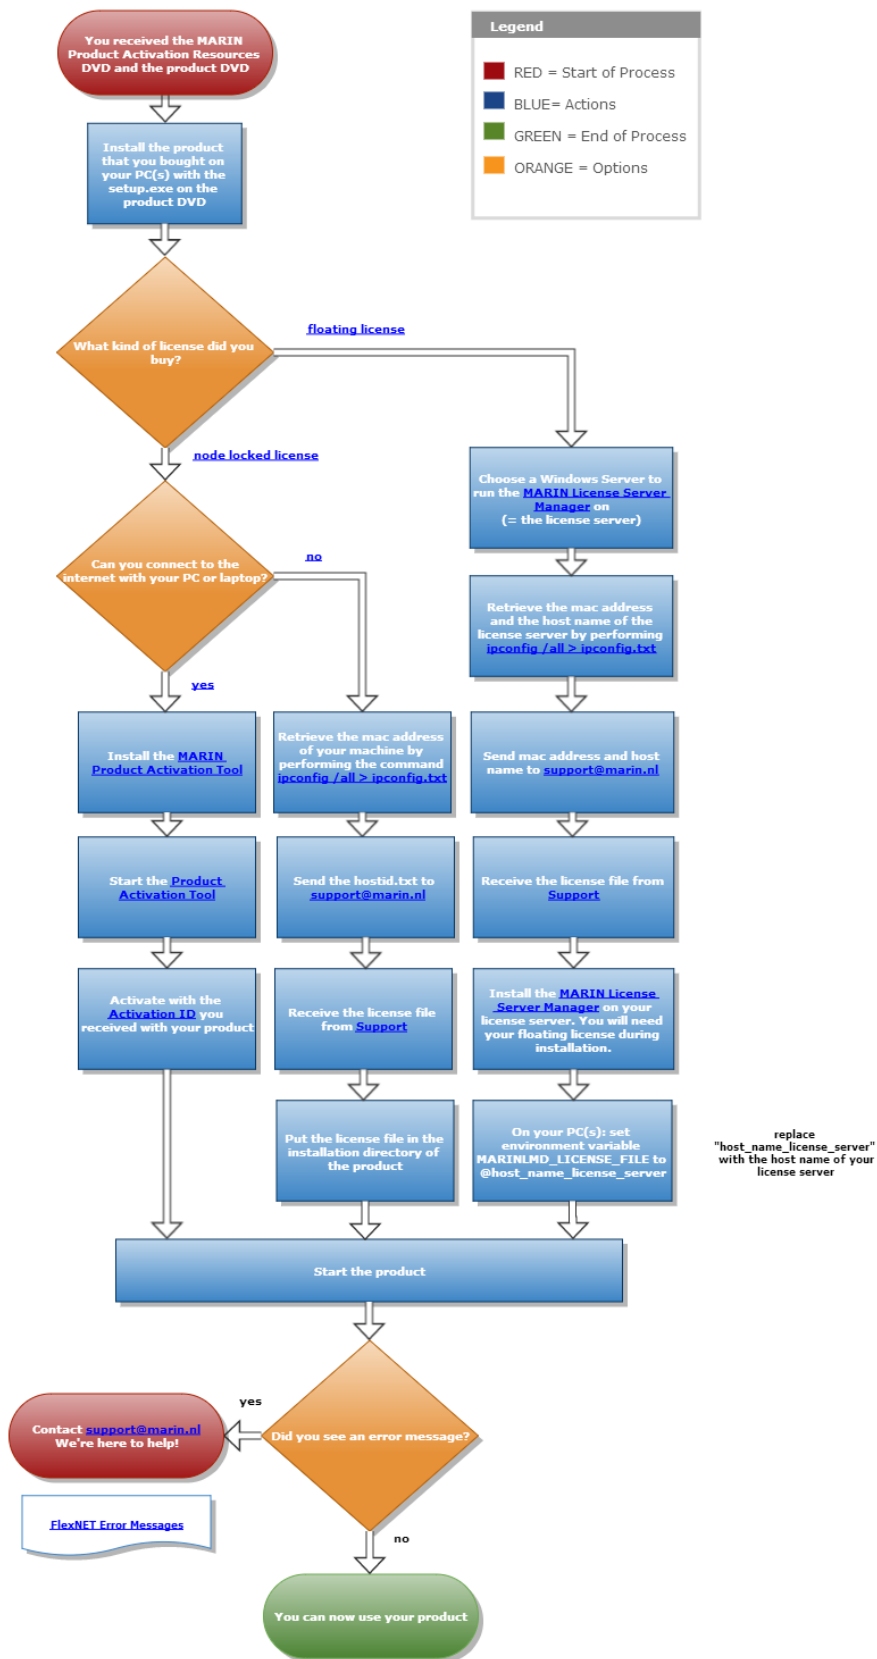 You received the MARIN
Product Activation Resources
DVD and the product DVD
Legend
RED = Start of Process
BLUE= Actions
GREEN = End of Process
ORANGE = Options
Install the product
that you bought on
your PC(s) with the
setup.exe on the
product DVD
What kind of license did you
buy?
floating license
node locked license
Choose a Windows Server to
run the MARIN License Server
Manager on
(= the license server)
Can you connect to the
internet with your PC or laptop?
no
yes
Retrieve the mac address
and the host name of the
license server by performing
ipconfig /all > ipconfig.txt
Install the MARIN
Product Activation Tool
Retrieve the mac address
of your machine by
performing the command
ipconfig /all > ipconfig.txt
Send mac address and host
name to support@marin.nl
Start the Product
Activation Tool
Send the hostid.txt to
support@marin.nl
Receive the license file from
Support
Activate with the
Activation ID you
received with your product
Receive the license file
from Support
Install the MARIN License
Server Manager on your
license server. You will need
your floating license during
installation.
Put the license file in the
installation directory of
the product
On your PC(s): set
environment variable
MARINLMD_LICENSE_FILE to
@host_name_license_server
replace
"host_name_license_server"
with the host name of your
license server
Start the product
Did you see an error message?
yes
Contact support@marin.nl
We're here to help!
FlexNET Error Messages
no
You can now use your product